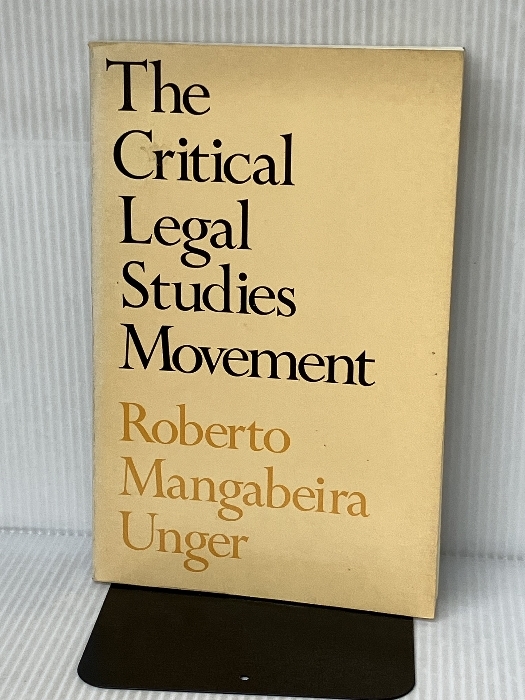 The
Critical
Legal
Studies
Movement
Roberto
Mangabeira
Unger